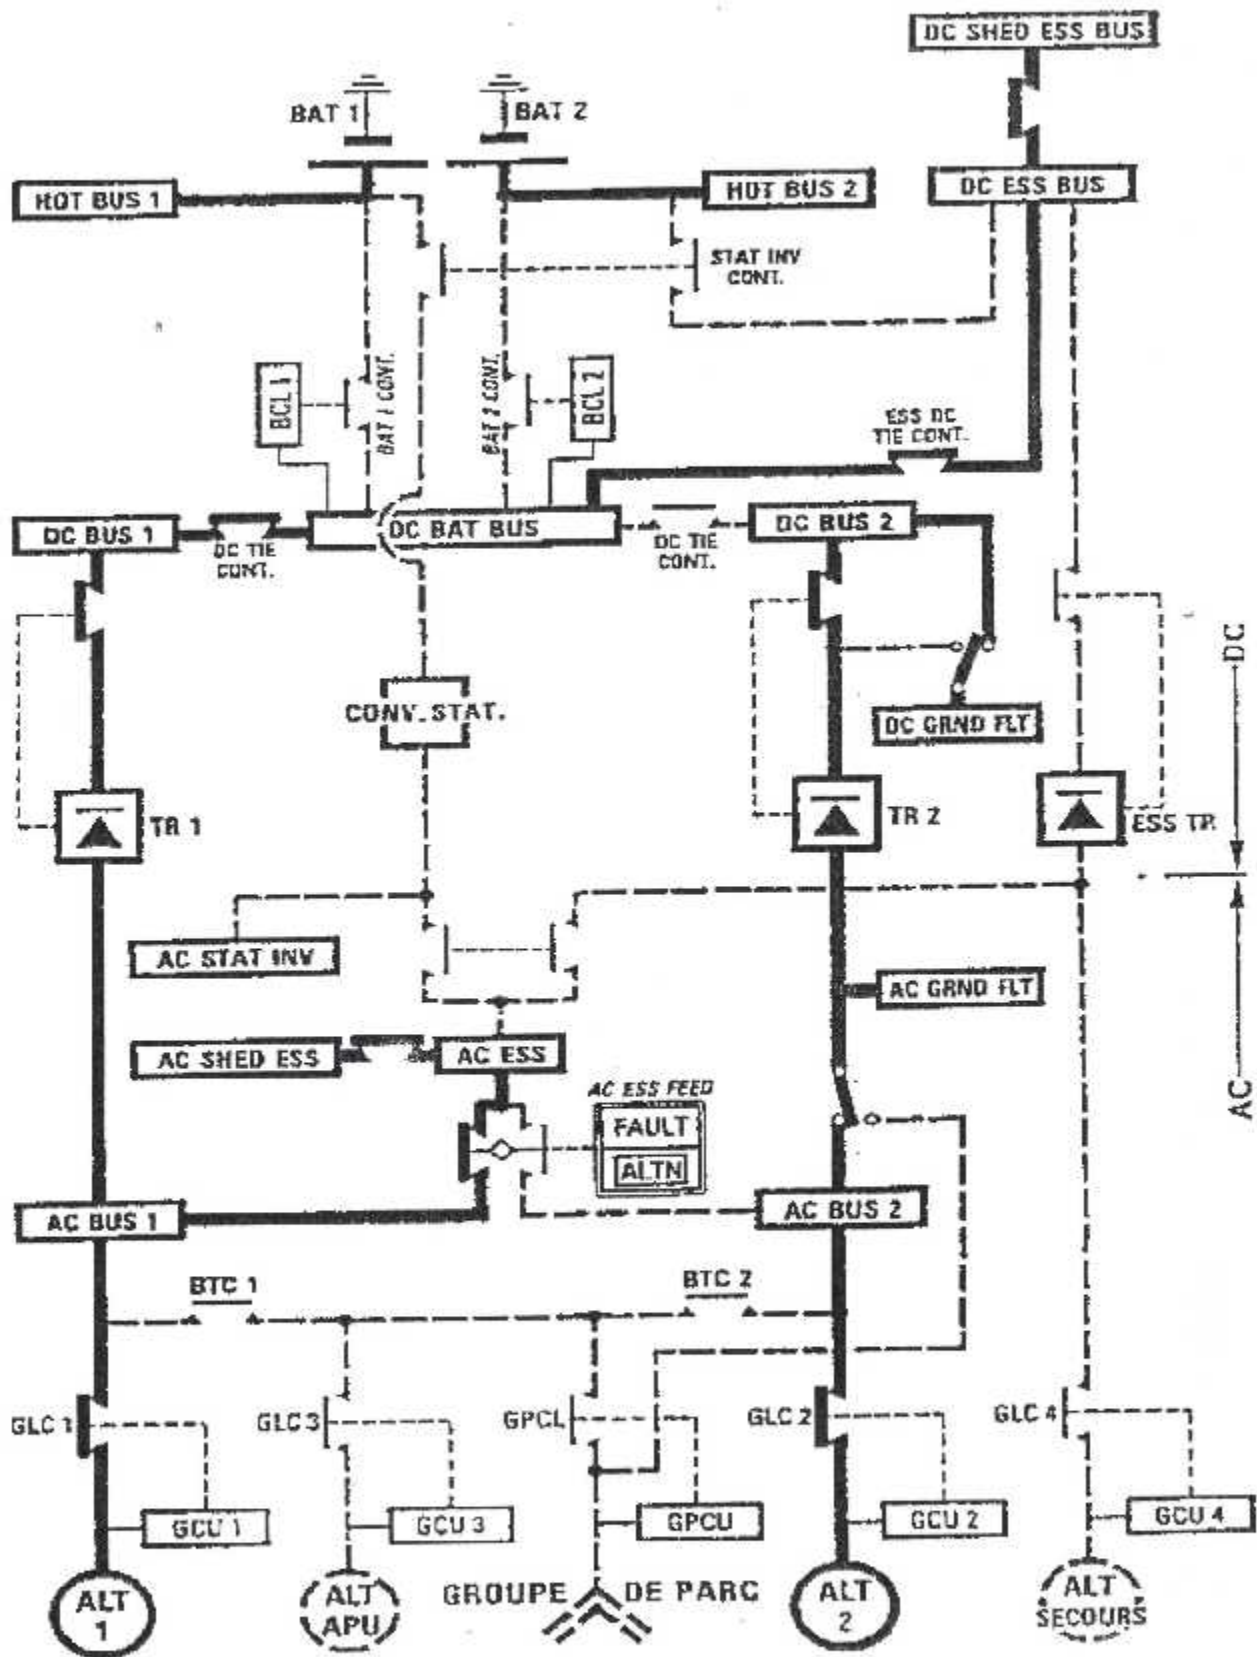 DC SHED ESS BUS
BAT 1
BAT 2
HOT BUS 1
HOT BUS 2
DC ESS BUS
STAT INV
CONT.
BCL 1
BAT 1 CONT.
BAT 2 CONT.
BCL 2
ESS DC
TIE CONT.
DC BUS 1
DC TIE
CONT.
DC BAT BUS
DC TIE
CONT.
DC BUS 2
CONV. STAT.
DC GRND FLT
DC
TR 1
TR 2
ESS TR
AC STAT INV
AC GRND FLT
AC SHED ESS
AC ESS
AC ESS FEED
FAULT
ALTN
AC
AC BUS 1
AC BUS 2
BTC 1
BTC 2
GLC 1
GLC 3
GPCL
GLC 2
GLC 4
GCU 1
GCU 3
GPCU
GCU 2
GCU 4
ALT
1
ALT
APU
GROUPE DE PARC
ALT
2
ALT
SECOURS